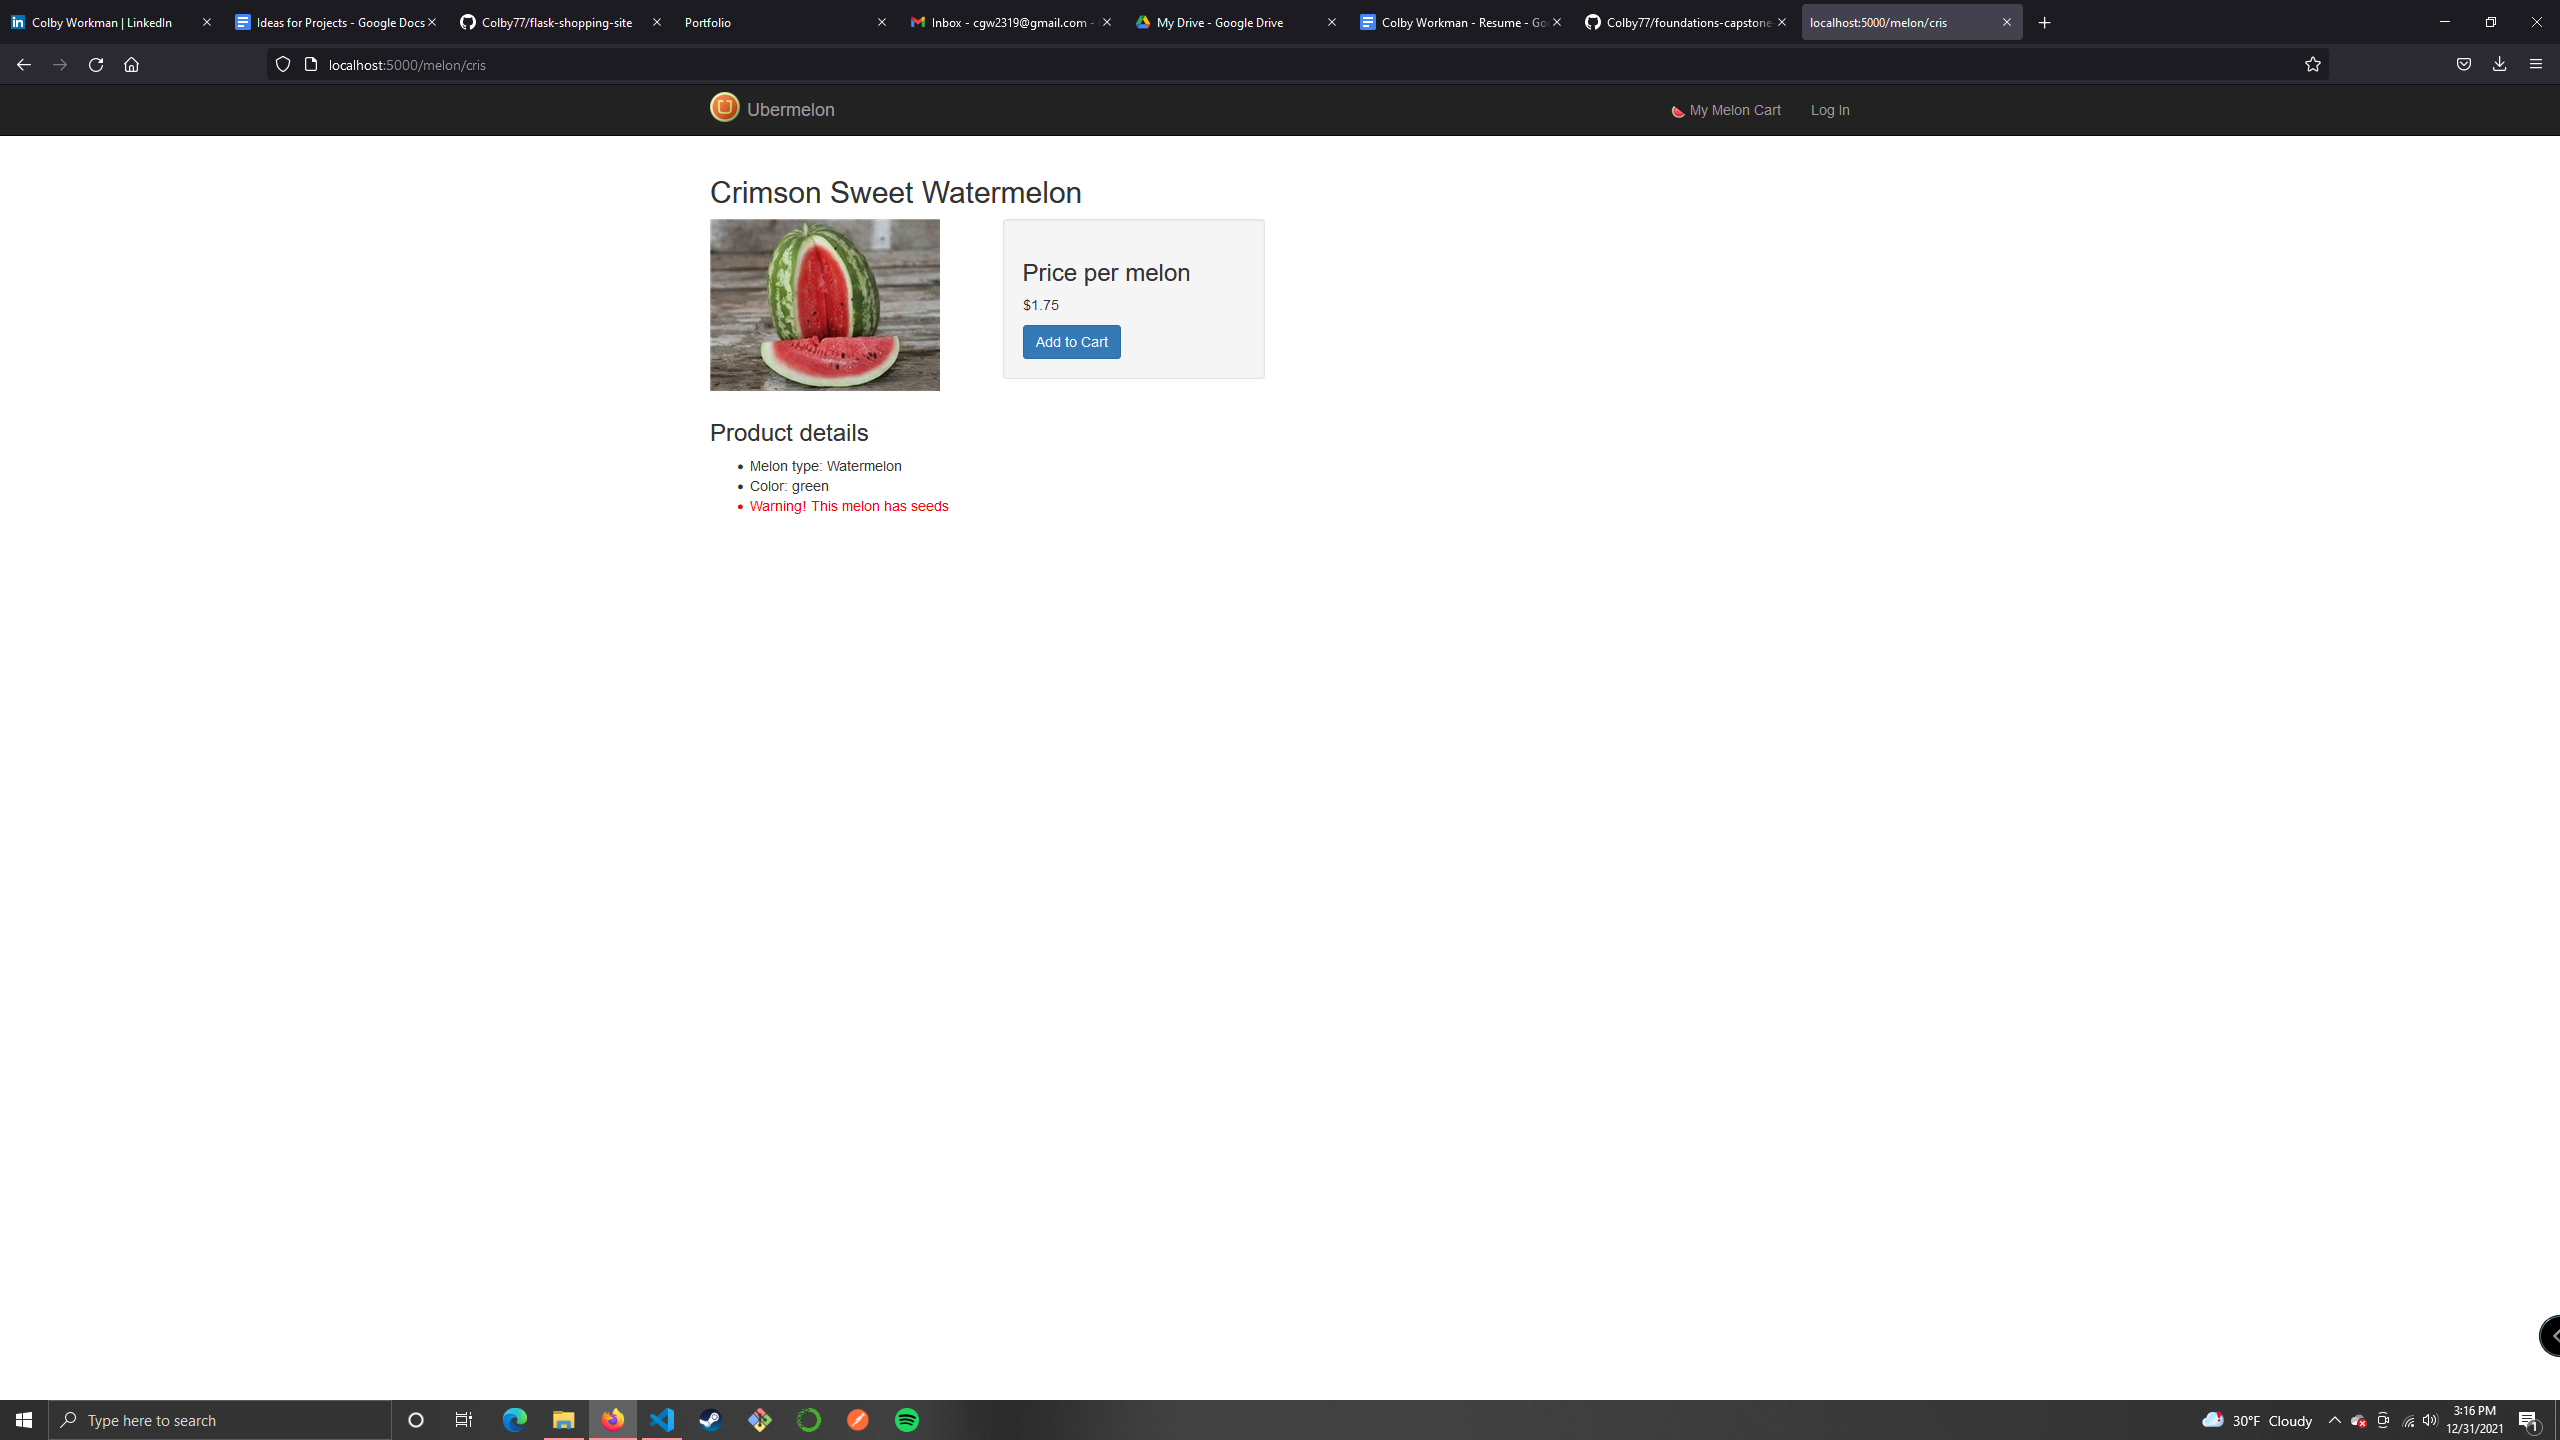 Colby Workman | LinkedIn
Ideas for Projects - Google Docs
Colby77/flask-shopping-site
Portfolio
Inbox - cgw2319@gmail.com -
My Drive - Google Drive
Colby Workman - Resume - Goo
Colby77/foundations-capstone-
localhost:5000/melon/cris
localhost:5000/melon/cris
Ubermelon
My Melon Cart
Log In
Crimson Sweet Watermelon
Price per melon
$1.75
Add to Cart
Product details
Melon type: Watermelon
Color: green
Warning! This melon has seeds
Type here to search
30°F Cloudy
3:16 PM
12/31/2021
1